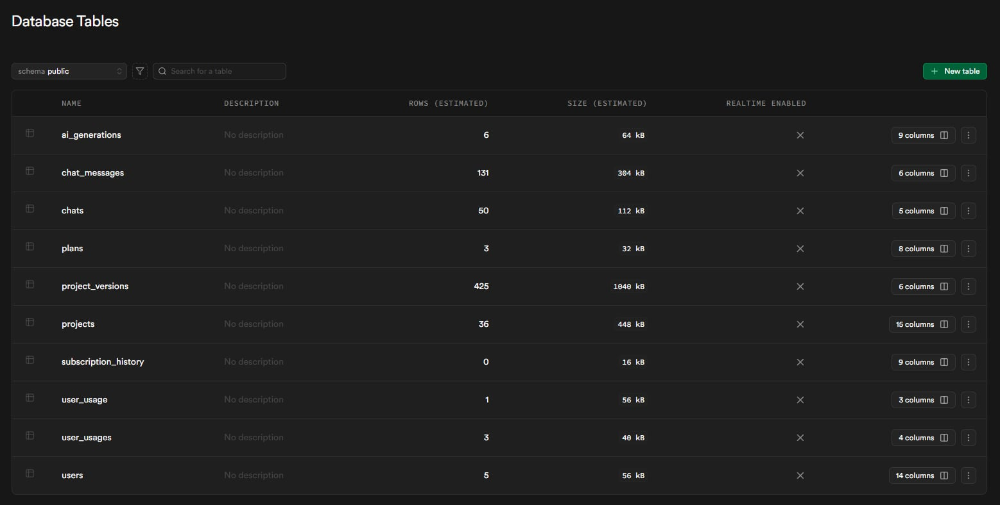 Database Tables
schema public
Search for a table
New table
NAME DESCRIPTION ROWS (ESTIMATED) SIZE (ESTIMATED) REALTIME ENABLED
ai_generations No description 6 64 kB 9 columns
chat_messages No description 131 304 kB 6 columns
chats No description 50 112 kB 5 columns
plans No description 3 32 kB 8 columns
project_versions No description 425 1040 kB 6 columns
projects No description 36 448 kB 15 columns
subscription_history No description 0 16 kB 9 columns
user_usage No description 1 56 kB 3 columns
user_usages No description 3 40 kB 4 columns
users No description 5 56 kB 14 columns